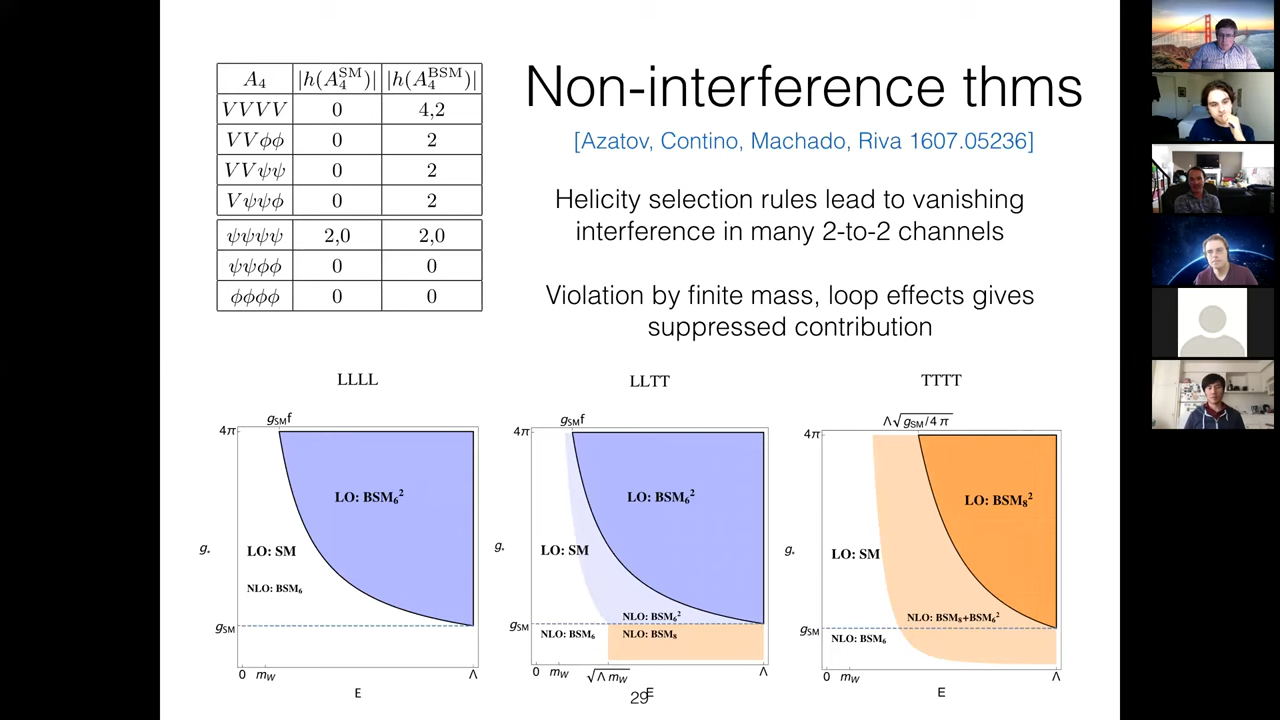 A₄ |h(A₄^SM)| |h(A₄^BSM)|
VVVV 0 4,2
VVϕϕ 0 2
VVψψ 0 2
Vψψϕ 0 2
ψψψψ 2,0 2,0
ψψϕϕ 0 0
ϕϕϕϕ 0 0
Non-interference thms
[Azatov, Contino, Machado, Riva 1607.05236]
Helicity selection rules lead to vanishing
interference in many 2-to-2 channels
Violation by finite mass, loop effects gives
suppressed contribution
LLLL
g_SM f
4π
LO: BSM₆²
LO: SM
g*
NLO: BSM₆
g_SM
0 m_W Λ
E
LLTT
g_SM f
4π
LO: BSM₆²
LO: SM
g*
NLO: BSM₆²
g_SM
NLO: BSM₆ NLO: BSM₈
0 m_W √Λ m_W Λ
E
TTTT
Λ√g_SM/4 π
4π
LO: BSM₈²
LO: SM
g*
NLO: BSM₈+BSM₆²
g_SM
NLO: BSM₆
0 m_W Λ
E
29